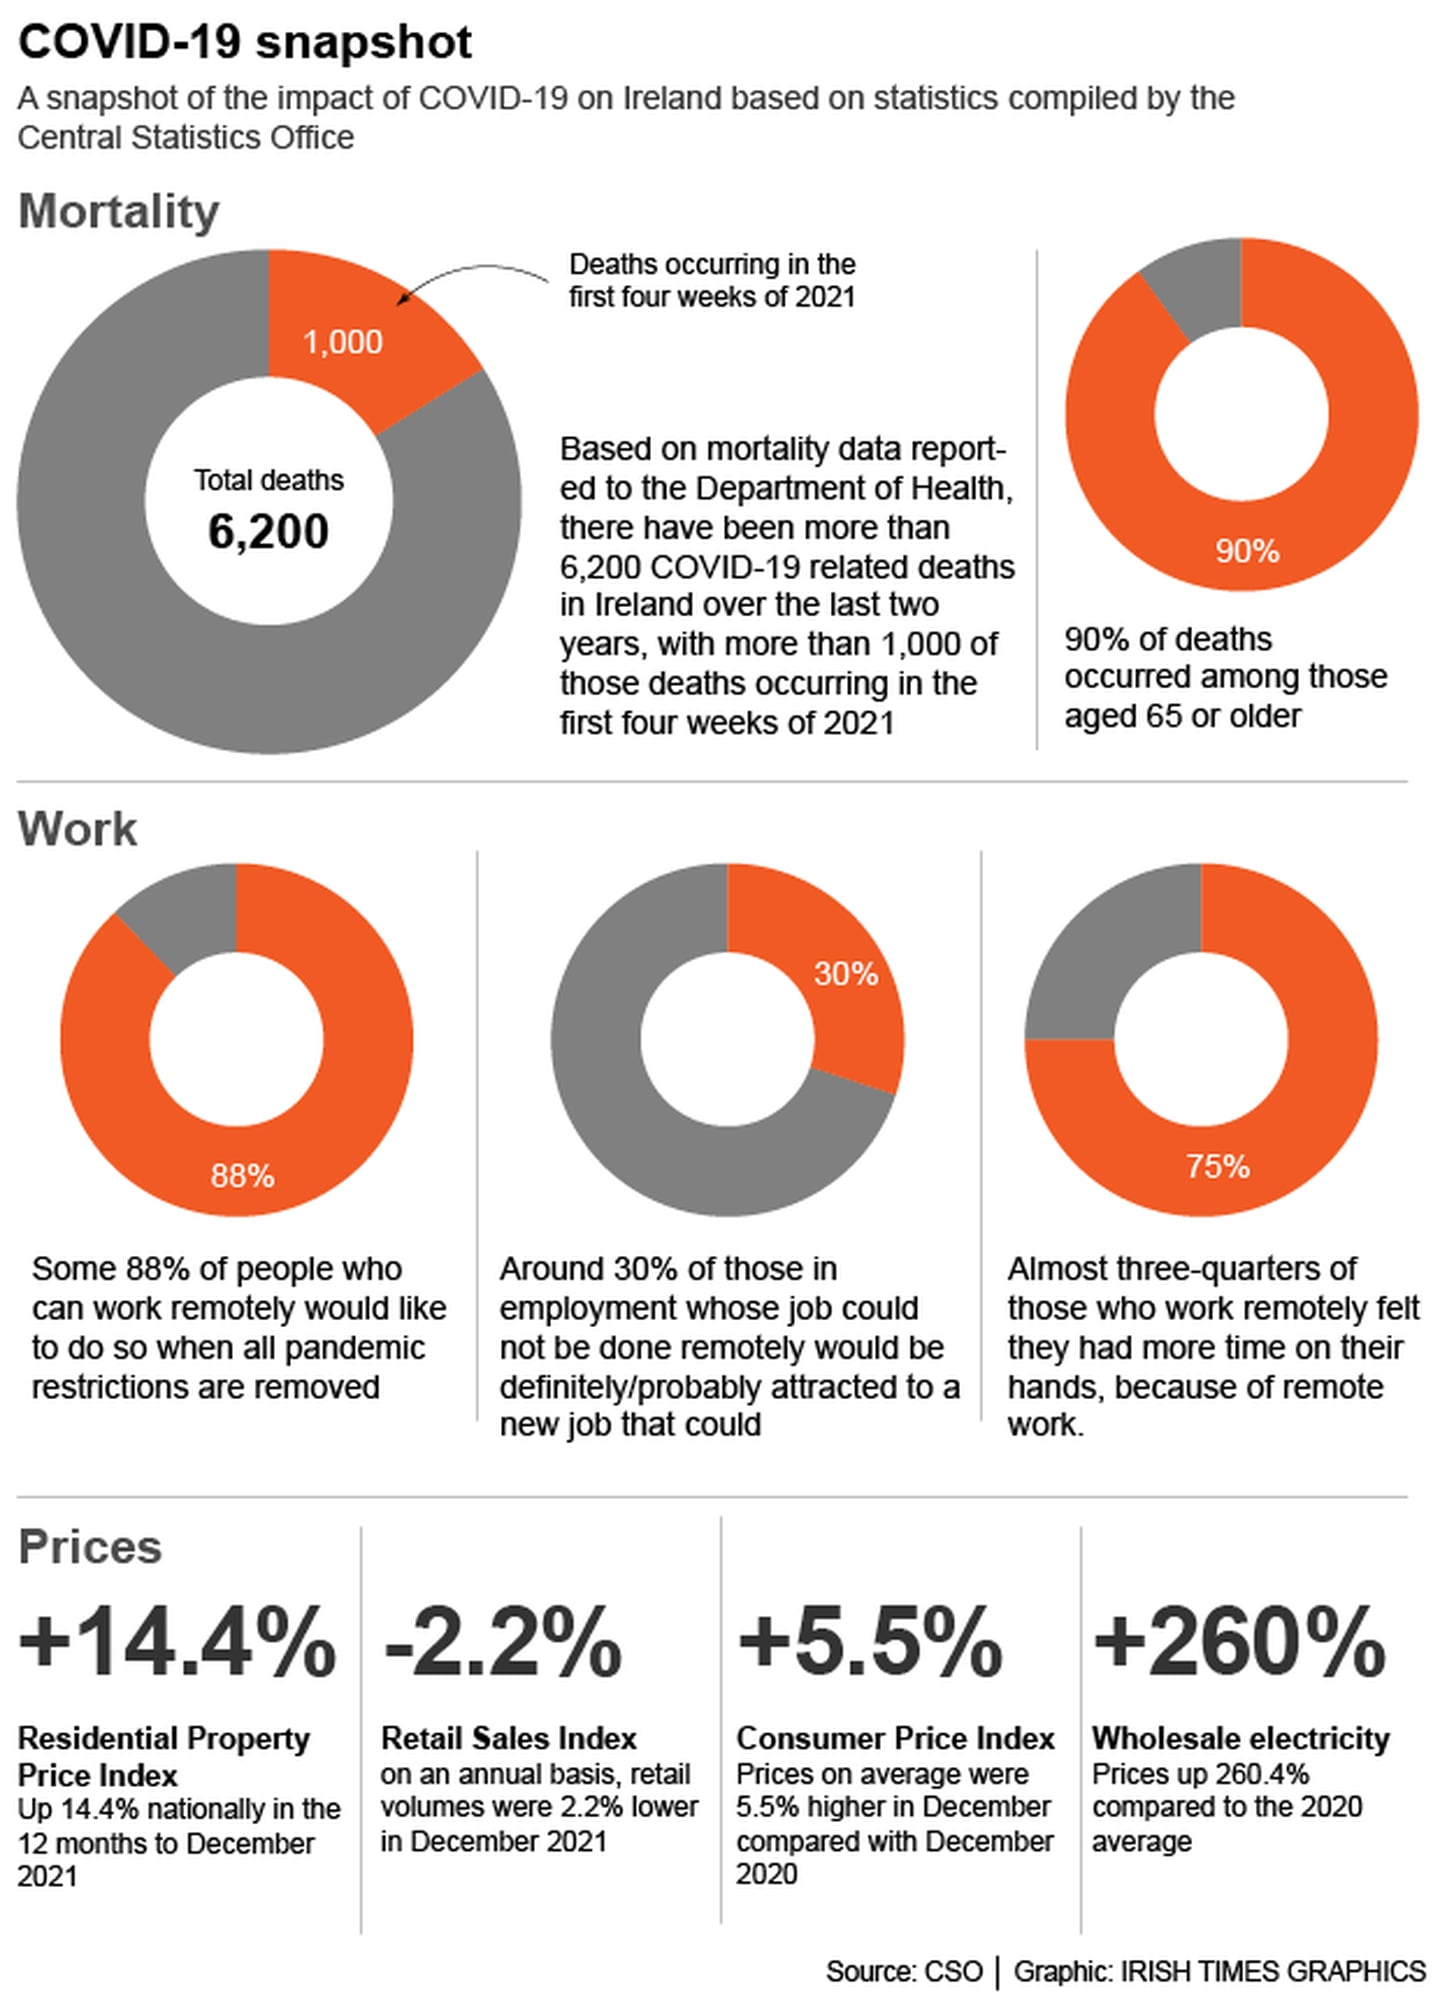 COVID-19 snapshot
A snapshot of the impact of COVID-19 on Ireland based on statistics compiled by the
Central Statistics Office
Mortality
1,000
Total deaths
6,200
Deaths occurring in the
first four weeks of 2021
Based on mortality data report-
ed to the Department of Health,
there have been more than
6,200 COVID-19 related deaths
in Ireland over the last two
years, with more than 1,000 of
those deaths occurring in the
first four weeks of 2021
90%
90% of deaths
occurred among those
aged 65 or older
Work
88%
Some 88% of people who
can work remotely would like
to do so when all pandemic
restrictions are removed
30%
Around 30% of those in
employment whose job could
not be done remotely would be
definitely/probably attracted to a
new job that could
75%
Almost three-quarters of
those who work remotely felt
they had more time on their
hands, because of remote
work.
Prices
+14.4%
Residential Property
Price Index
Up 14.4% nationally in the
12 months to December
2021
-2.2%
Retail Sales Index
on an annual basis, retail
volumes were 2.2% lower
in December 2021
+5.5%
Consumer Price Index
Prices on average were
5.5% higher in December
compared with December
2020
+260%
Wholesale electricity
Prices up 260.4%
compared to the 2020
average
Source: CSO | Graphic: IRISH TIMES GRAPHICS